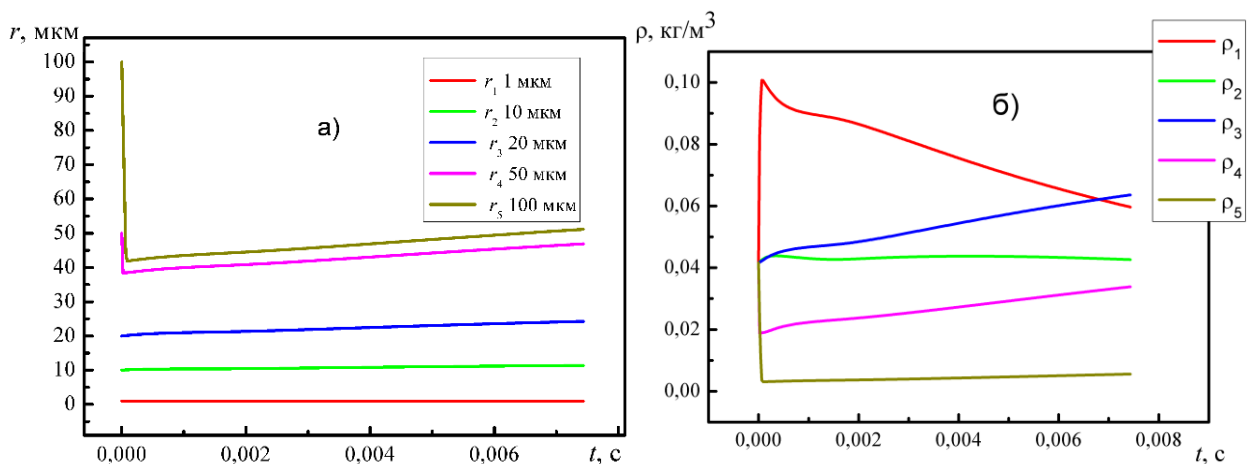 r, мкм
100
90
80
70
60
50
40
30
20
10
0
а)
r₁ 1 мкм
r₂ 10 мкм
r₃ 20 мкм
r₄ 50 мкм
r₅ 100 мкм
0,000 0,002 0,004 0,006 t, с
ρ, кг/м³
0,10
0,08
0,06
0,04
0,02
0,00
б)
ρ₁
ρ₂
ρ₃
ρ₄
ρ₅
0,000 0,002 0,004 0,006 0,008
t, с